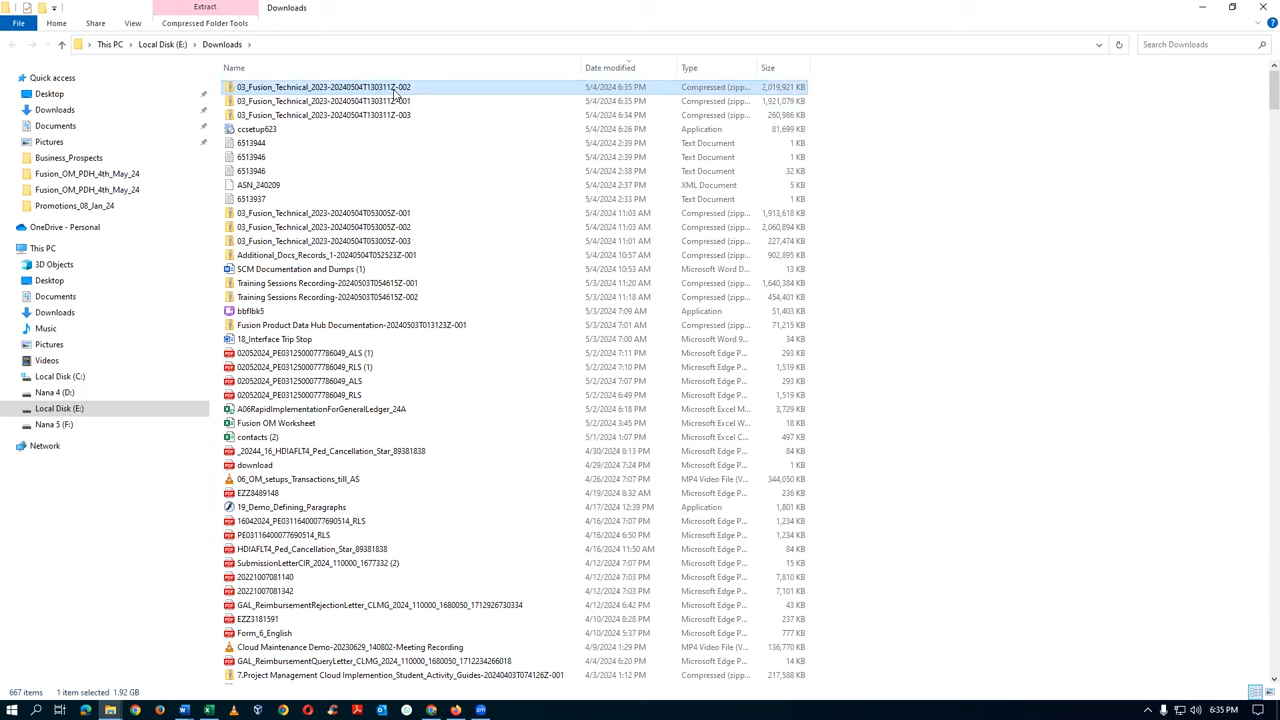 Extract
Downloads
File
Home
Share
View
Compressed Folder Tools
This PC
Local Disk (E:)
Downloads
Search Downloads
Name
Date modified
Type
Size
Quick access
Desktop
Downloads
Documents
Pictures
Business_Prospects
Fusion_OM_PDH_4th_May_24
Fusion_OM_PDH_4th_May_24
Promotions_08_Jan_24
OneDrive - Personal
This PC
3D Objects
Desktop
Documents
Downloads
Music
Pictures
Videos
Local Disk (C:)
Nana 4 (D:)
Local Disk (E:)
Nana 5 (F:)
Network
03_Fusion_Technical_2023-20240504T130311Z-002 5/4/2024 6:35 PM Compressed (zipp... 2,019,921 KB
03_Fusion_Technical_2023-20240504T130311Z-001 5/4/2024 6:35 PM Compressed (zipp... 1,921,079 KB
03_Fusion_Technical_2023-20240504T130311Z-003 5/4/2024 6:34 PM Compressed (zipp... 260,986 KB
ccsetup623 5/4/2024 6:26 PM Application 81,699 KB
6513944 5/4/2024 2:39 PM Text Document 1 KB
6513946 5/4/2024 2:39 PM Text Document 1 KB
6513946 5/4/2024 2:38 PM Text Document 32 KB
ASN_240209 5/4/2024 2:37 PM XML Document 5 KB
6513937 5/4/2024 2:33 PM Text Document 1 KB
03_Fusion_Technical_2023-20240504T053005Z-001 5/4/2024 11:03 AM Compressed (zipp... 1,913,618 KB
03_Fusion_Technical_2023-20240504T053005Z-002 5/4/2024 11:03 AM Compressed (zipp... 2,060,894 KB
03_Fusion_Technical_2023-20240504T053005Z-003 5/4/2024 11:01 AM Compressed (zipp... 227,474 KB
Additional_Docs_Records_1-20240504T052523Z-001 5/4/2024 10:57 AM Compressed (zipp... 902,895 KB
SCM Documentation and Dumps (1) 5/4/2024 10:53 AM Microsoft Word D... 13 KB
Training Sessions Recording-20240503T054615Z-001 5/3/2024 11:20 AM Compressed (zipp... 1,640,384 KB
Training Sessions Recording-20240503T054615Z-002 5/3/2024 11:18 AM Compressed (zipp... 454,401 KB
bbflbk5 5/3/2024 7:09 AM Application 51,403 KB
Fusion Product Data Hub Documentation-20240503T013123Z-001 5/3/2024 7:01 AM Compressed (zipp... 71,215 KB
18_Interface Trip Stop 5/3/2024 7:00 AM Microsoft Word 9... 34 KB
02052024_PE0312500077786049_ALS (1) 5/2/2024 7:11 PM Microsoft Edge P... 293 KB
02052024_PE0312500077786049_RLS (1) 5/2/2024 7:10 PM Microsoft Edge P... 1,519 KB
02052024_PE0312500077786049_ALS 5/2/2024 7:07 PM Microsoft Edge P... 293 KB
02052024_PE0312500077786049_RLS 5/2/2024 6:49 PM Microsoft Edge P... 1,519 KB
A06RapidImplementationForGeneralLedger_24A 5/2/2024 6:18 PM Microsoft Excel M... 3,729 KB
Fusion OM Worksheet 5/2/2024 3:45 PM Microsoft Excel W... 18 KB
contacts (2) 5/1/2024 1:07 PM Microsoft Excel C... 497 KB
_20244_16_HDIAFLT4_Ped_Cancellation_Star_89381838 4/30/2024 8:13 PM Microsoft Edge P... 84 KB
download 4/29/2024 7:24 PM Microsoft Edge P... 1 KB
06_OM_setups_Transactions_till_AS 4/26/2024 7:07 PM MP4 Video File (V... 344,050 KB
EZZ8489148 4/19/2024 8:32 AM Microsoft Edge P... 236 KB
19_Demo_Defining_Paragraphs 4/17/2024 12:39 PM Application 1,801 KB
16042024_PE03116400077690514_RLS 4/16/2024 7:07 PM Microsoft Edge P... 1,234 KB
PE03116400077690514_RLS 4/16/2024 6:50 PM Microsoft Edge P... 1,234 KB
HDIAFLT4_Ped_Cancellation_Star_89381838 4/16/2024 11:50 AM Microsoft Edge P... 84 KB
SubmissionLetterCIR_2024_110000_1677332 (2) 4/12/2024 7:07 PM Microsoft Edge P... 15 KB
20221007081140 4/12/2024 7:03 PM Microsoft Edge P... 7,810 KB
20221007081342 4/12/2024 7:03 PM Microsoft Edge P... 7,101 KB
GAL_ReimbursementRejectionLetter_CLMG_2024_110000_1680050_1712926730334 4/12/2024 6:42 PM Microsoft Edge P... 43 KB
EZZ3181591 4/10/2024 6:38 PM Microsoft Edge P... 237 KB
Form_6_English 4/10/2024 5:37 PM Microsoft Edge P... 777 KB
Cloud Maintenance Demo-20230629_140802-Meeting Recording 4/9/2024 1:29 PM MP4 Video File (V... 136,770 KB
GAL_ReimbursementQueryLetter_CLMG_2024_110000_1680050_1712234266018 4/4/2024 6:20 PM Microsoft Edge P... 14 KB
7.Project Management Cloud Implemention_Student_Activity_Guides-20240403T074126Z-001 4/3/2024 1:12 PM Compressed (zipp... 217,588 KB
667 items 1 item selected 1.92 GB
6:35 PM